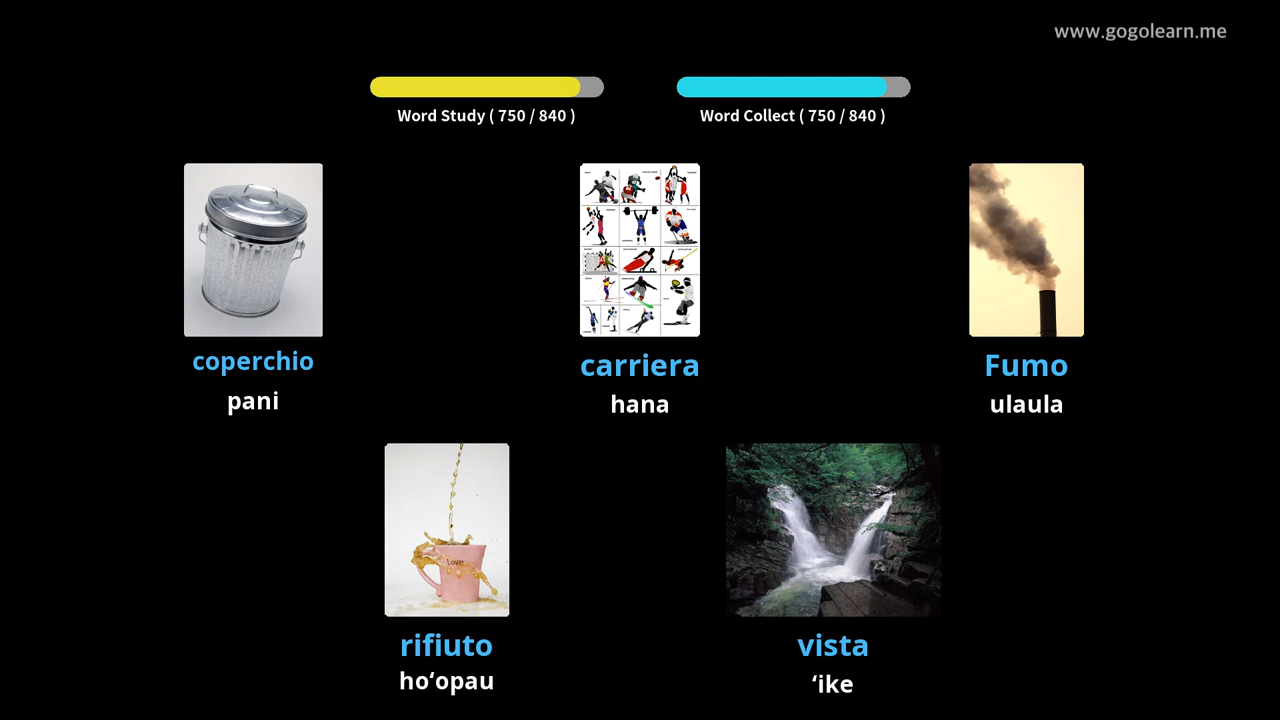 www.gogolearn.me
Word Study ( 750 / 840 )
Word Collect ( 750 / 840 )
coperchio
pani
carriera
hana
Fumo
ulaula
love
rifiuto
hoʻopau
vista
ʻike